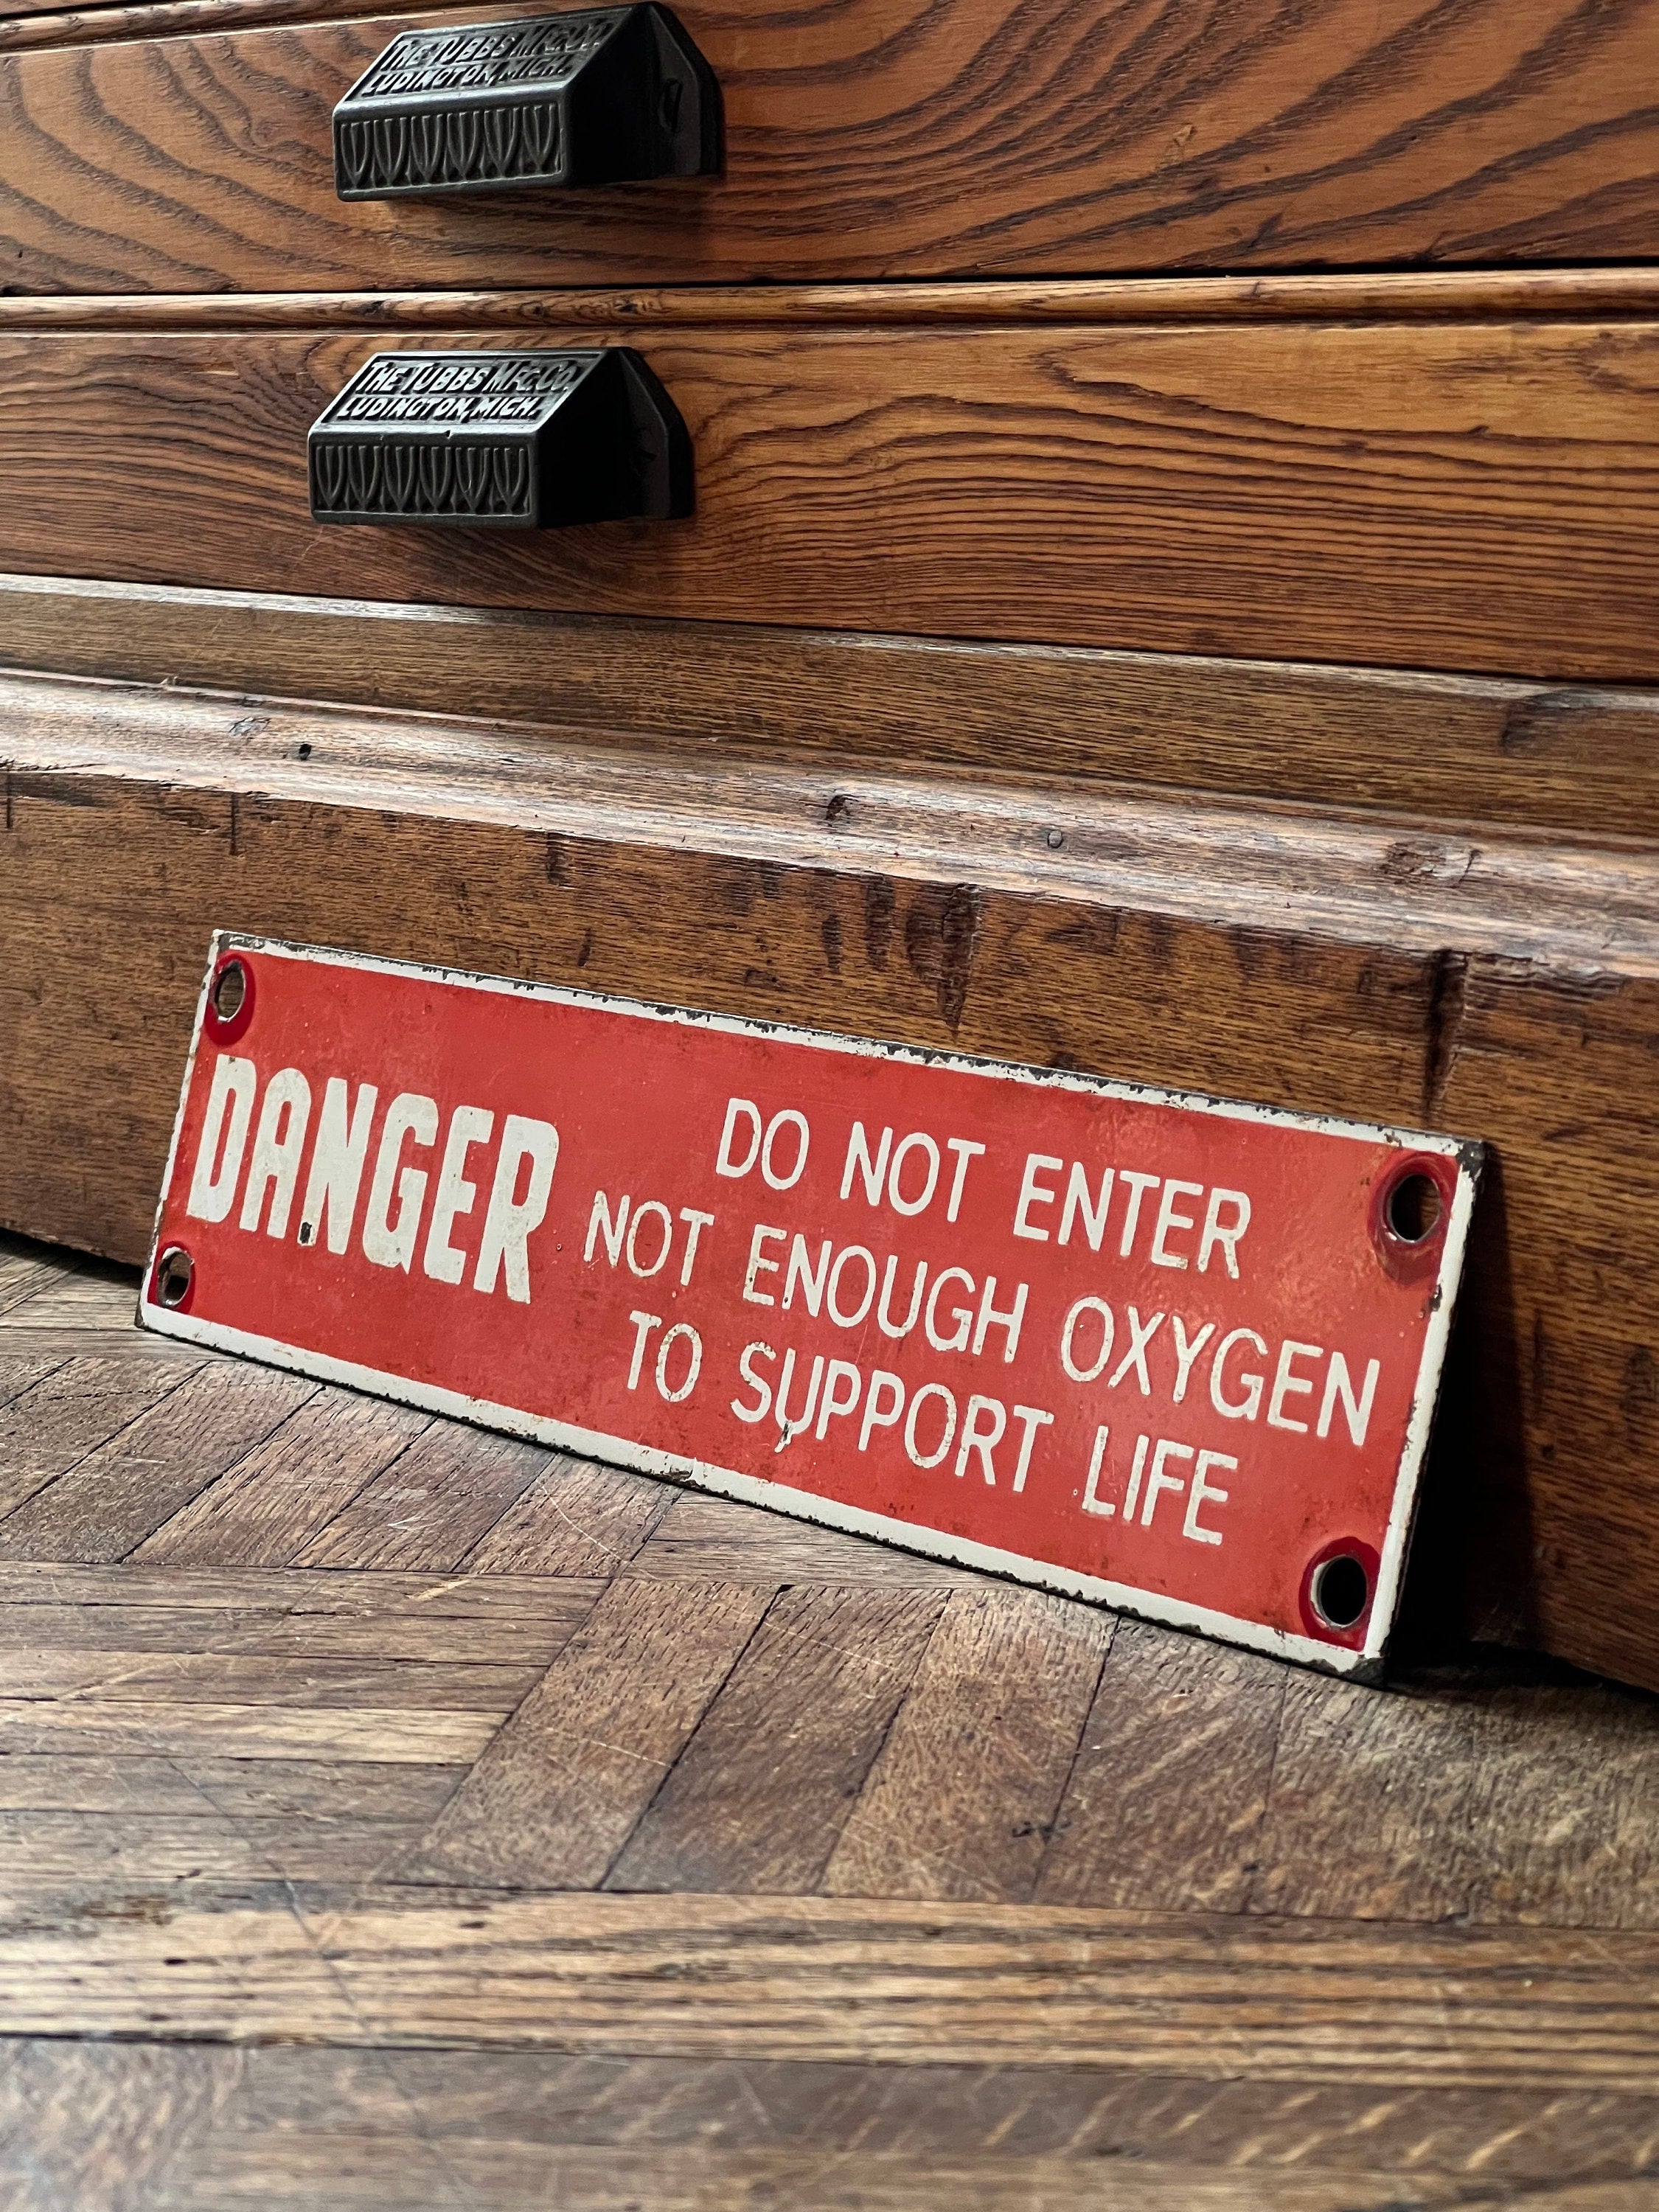 THE TUBBS MFG. CO.
LUDINGTON, MICH.
THE TUBBS MFG. CO.
LUDINGTON, MICH.
DANGER
DO NOT ENTER
NOT ENOUGH OXYGEN
TO SUPPORT LIFE